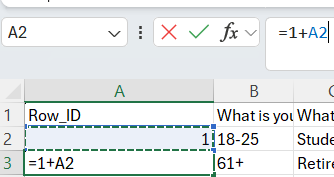 A2 fx =1+A2
A B C
1 Row_ID What is you What
2 1 18-25 Stude
3 =1+A2 61+ Retire